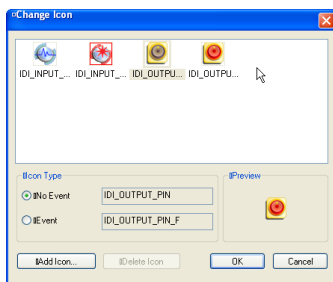 ¤Change Icon
IDI_INPUT_... IDI_INPUT_... IDI_OUTPU... IDI_OUTPU...
Icon Type
Preview
No Event IDI_OUTPUT_PIN
Event IDI_OUTPUT_PIN_F
Add Icon... Delete Icon OK Cancel